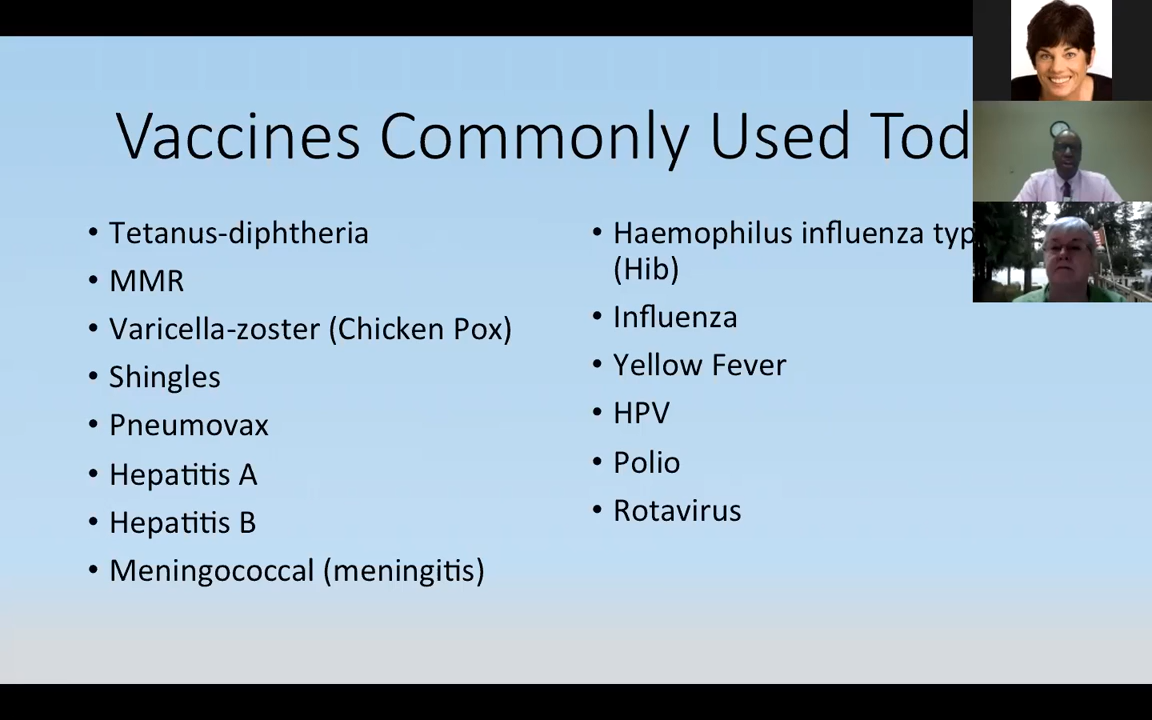 Vaccines Commonly Used Tod
• Tetanus-diphtheria
• MMR
• Varicella-zoster (Chicken Pox)
• Shingles
• Pneumovax
• Hepatitis A
• Hepatitis B
• Meningococcal (meningitis)
• Haemophilus influenza typ
(Hib)
• Influenza
• Yellow Fever
• HPV
• Polio
• Rotavirus